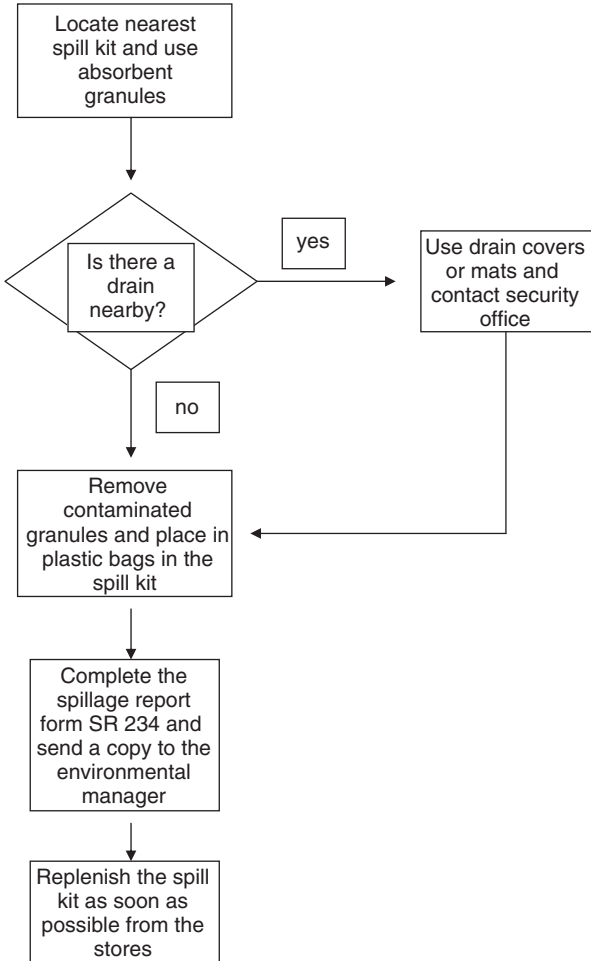 Locate nearest
spill kit and use
absorbent
granules
Is there a
drain
nearby?
yes
Use drain covers
or mats and
contact security
office
no
Remove
contaminated
granules and place in
plastic bags in the
spill kit
Complete the
spillage report
form SR 234 and
send a copy to the
environmental
manager
Replenish the spill
kit as soon as
possible from the
stores